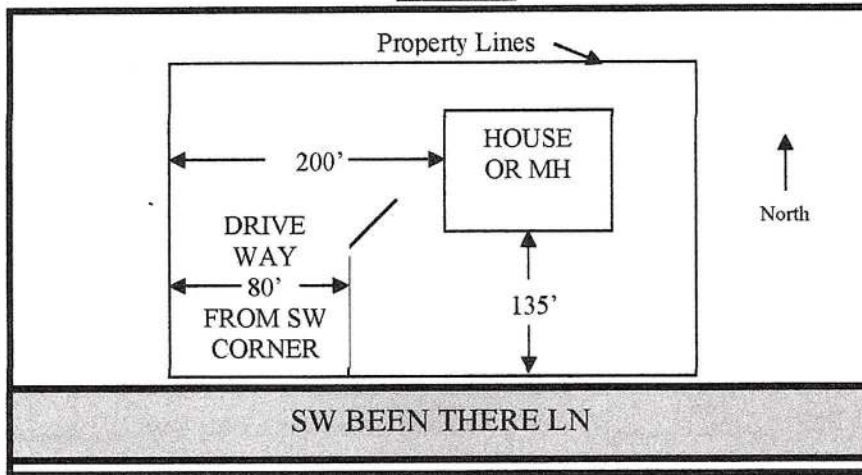 Property Lines
HOUSE
OR MH
200'
North
DRIVE
WAY
80'
FROM SW
CORNER
135'
SW BEEN THERE LN